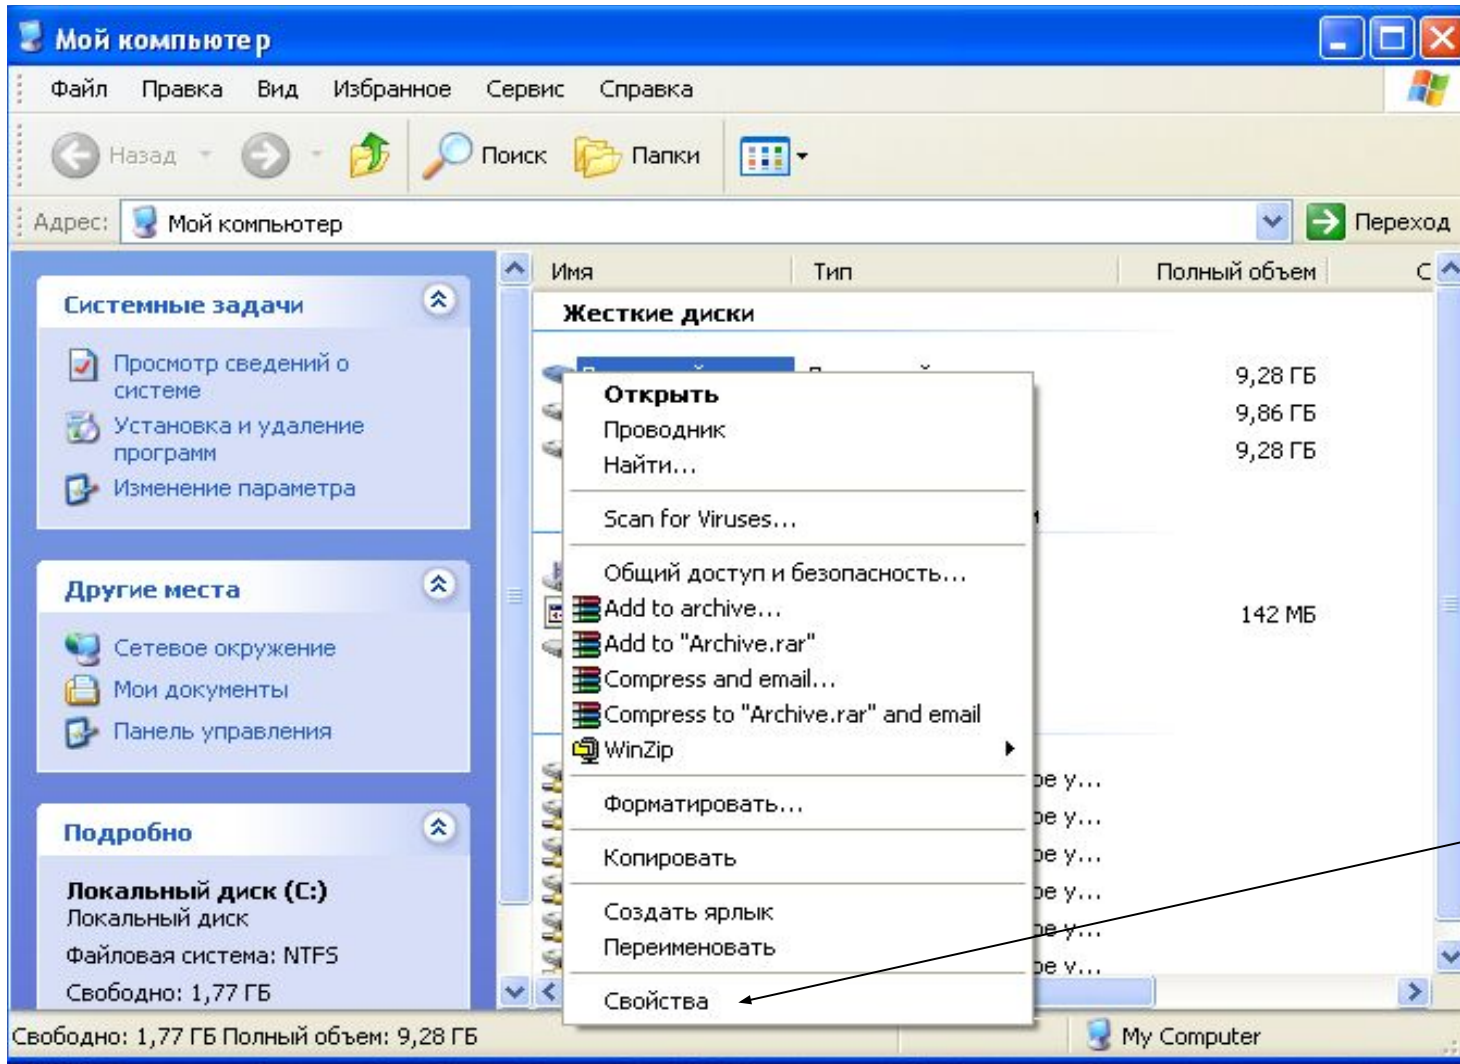 Мой компьютер
Файл Правка Вид Избранное Сервис Справка
Назад Поиск Папки
Адрес: Мой компьютер Переход
Системные задачи
Просмотр сведений о
системе
Установка и удаление
программ
Изменение параметра
Другие места
Сетевое окружение
Мои документы
Панель управления
Подробно
Локальный диск (C:)
Локальный диск
Файловая система: NTFS
Свободно: 1,77 ГБ
Имя Тип Полный объем С
Жесткие диски
9,28 ГБ
9,86 ГБ
9,28 ГБ
142 МБ
Открыть
Проводник
Найти...
Scan for Viruses...
Общий доступ и безопасность...
Add to archive...
Add to "Archive.rar"
Compress and email...
Compress to "Archive.rar" and email
WinZip
Форматировать...
Копировать
Создать ярлык
Переименовать
Свойства
Свободно: 1,77 ГБ Полный объем: 9,28 ГБ My Computer